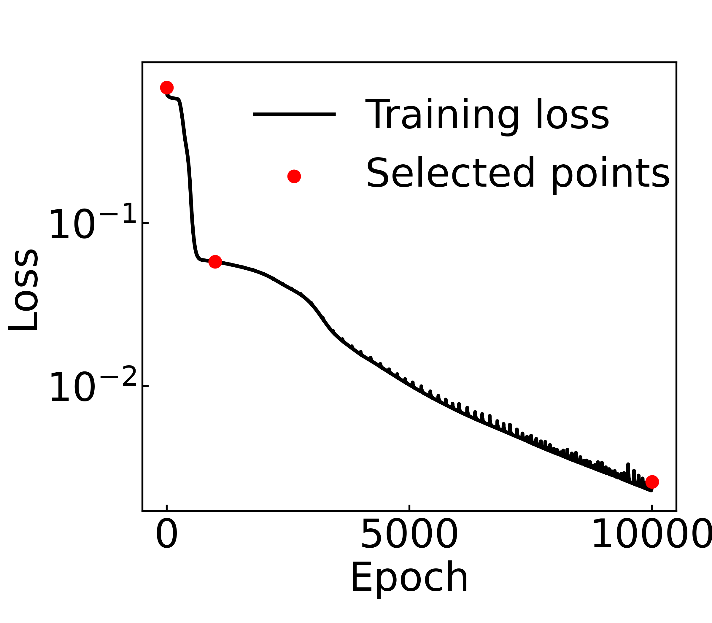 Training loss
Selected points
10⁻¹
10⁻²
Loss
0 5000 10000
Epoch